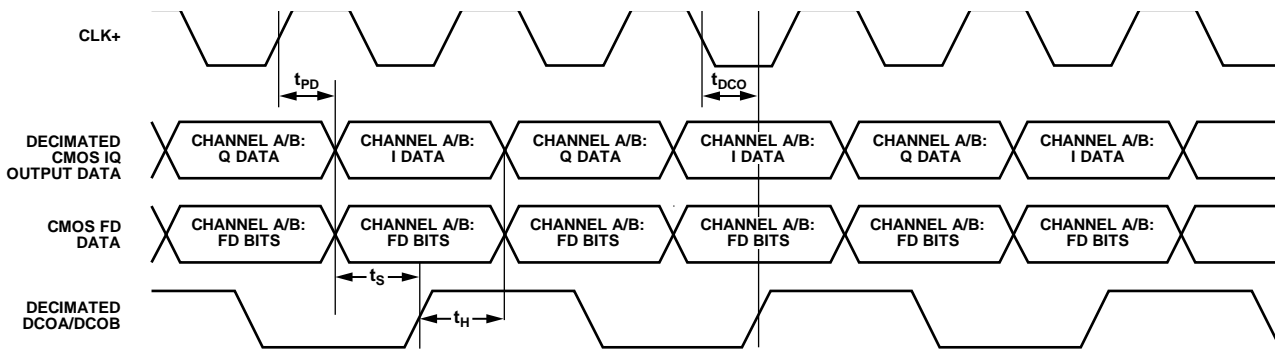 CLK+
tPD
tDCO
DECIMATED
CMOS IQ
OUTPUT DATA
CHANNEL A/B:
Q DATA
CHANNEL A/B:
I DATA
CHANNEL A/B:
Q DATA
CHANNEL A/B:
I DATA
CHANNEL A/B:
Q DATA
CHANNEL A/B:
I DATA
CMOS FD
DATA
CHANNEL A/B:
FD BITS
CHANNEL A/B:
FD BITS
CHANNEL A/B:
FD BITS
CHANNEL A/B:
FD BITS
CHANNEL A/B:
FD BITS
CHANNEL A/B:
FD BITS
tS
DECIMATED
DCOA/DCOB
tH